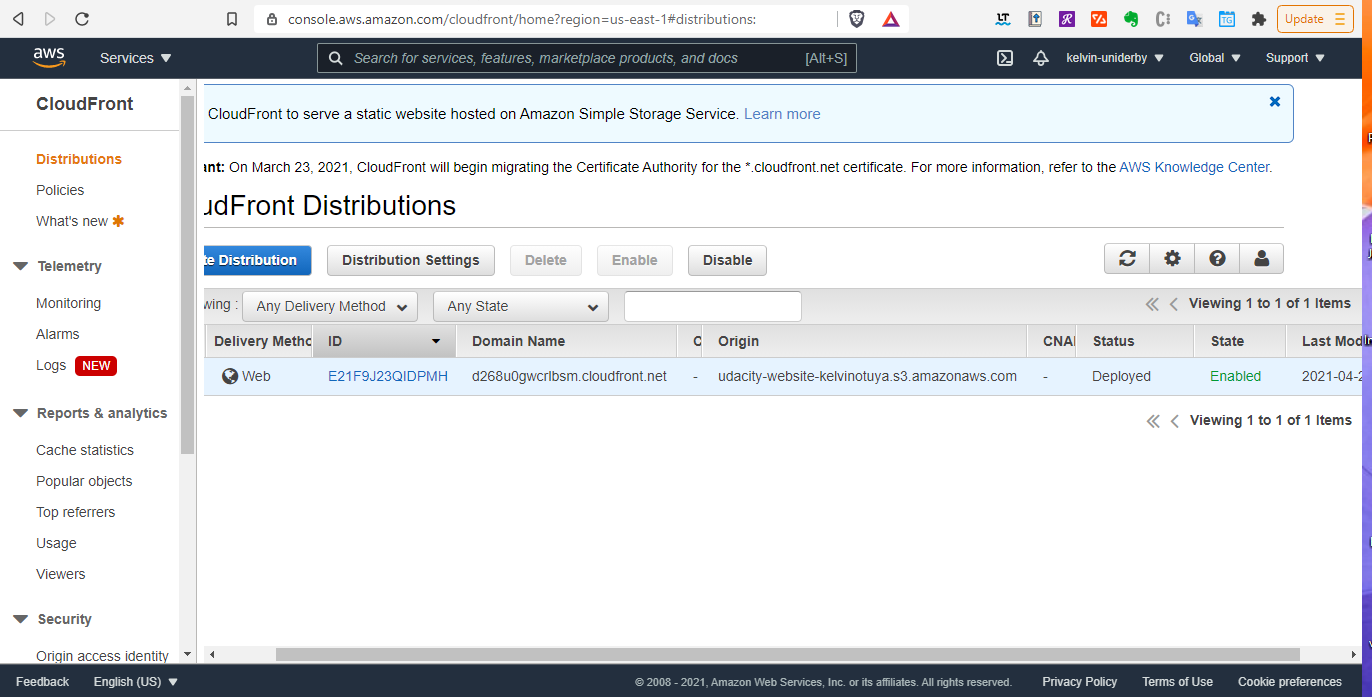 console.aws.amazon.com/cloudfront/home?region=us-east-1#distributions:
Update
aws
Services
Search for services, features, marketplace products, and docs [Alt+S]
kelvin-uniderby
Global
Support
CloudFront
Distributions
Policies
What's new
Telemetry
Monitoring
Alarms
Logs NEW
Reports & analytics
Cache statistics
Popular objects
Top referrers
Usage
Viewers
Security
Origin access identity
CloudFront to serve a static website hosted on Amazon Simple Storage Service. Learn more
ant: On March 23, 2021, CloudFront will begin migrating the Certificate Authority for the *.cloudfront.net certificate. For more information, refer to the AWS Knowledge Center.
udFront Distributions
te Distribution
Distribution Settings
Delete
Enable
Disable
wing :
Any Delivery Method
Any State
Viewing 1 to 1 of 1 Items
Delivery Metho ID Domain Name C Origin CNAI Status State Last Mod
Web E21F9J23QIDPMH d268u0gwcrlbsm.cloudfront.net - udacity-website-kelvinotuya.s3.amazonaws.com - Deployed Enabled 2021-04-2
Viewing 1 to 1 of 1 Items
Feedback
English (US)
© 2008 - 2021, Amazon Web Services, Inc. or its affiliates. All rights reserved.
Privacy Policy
Terms of Use
Cookie preferences